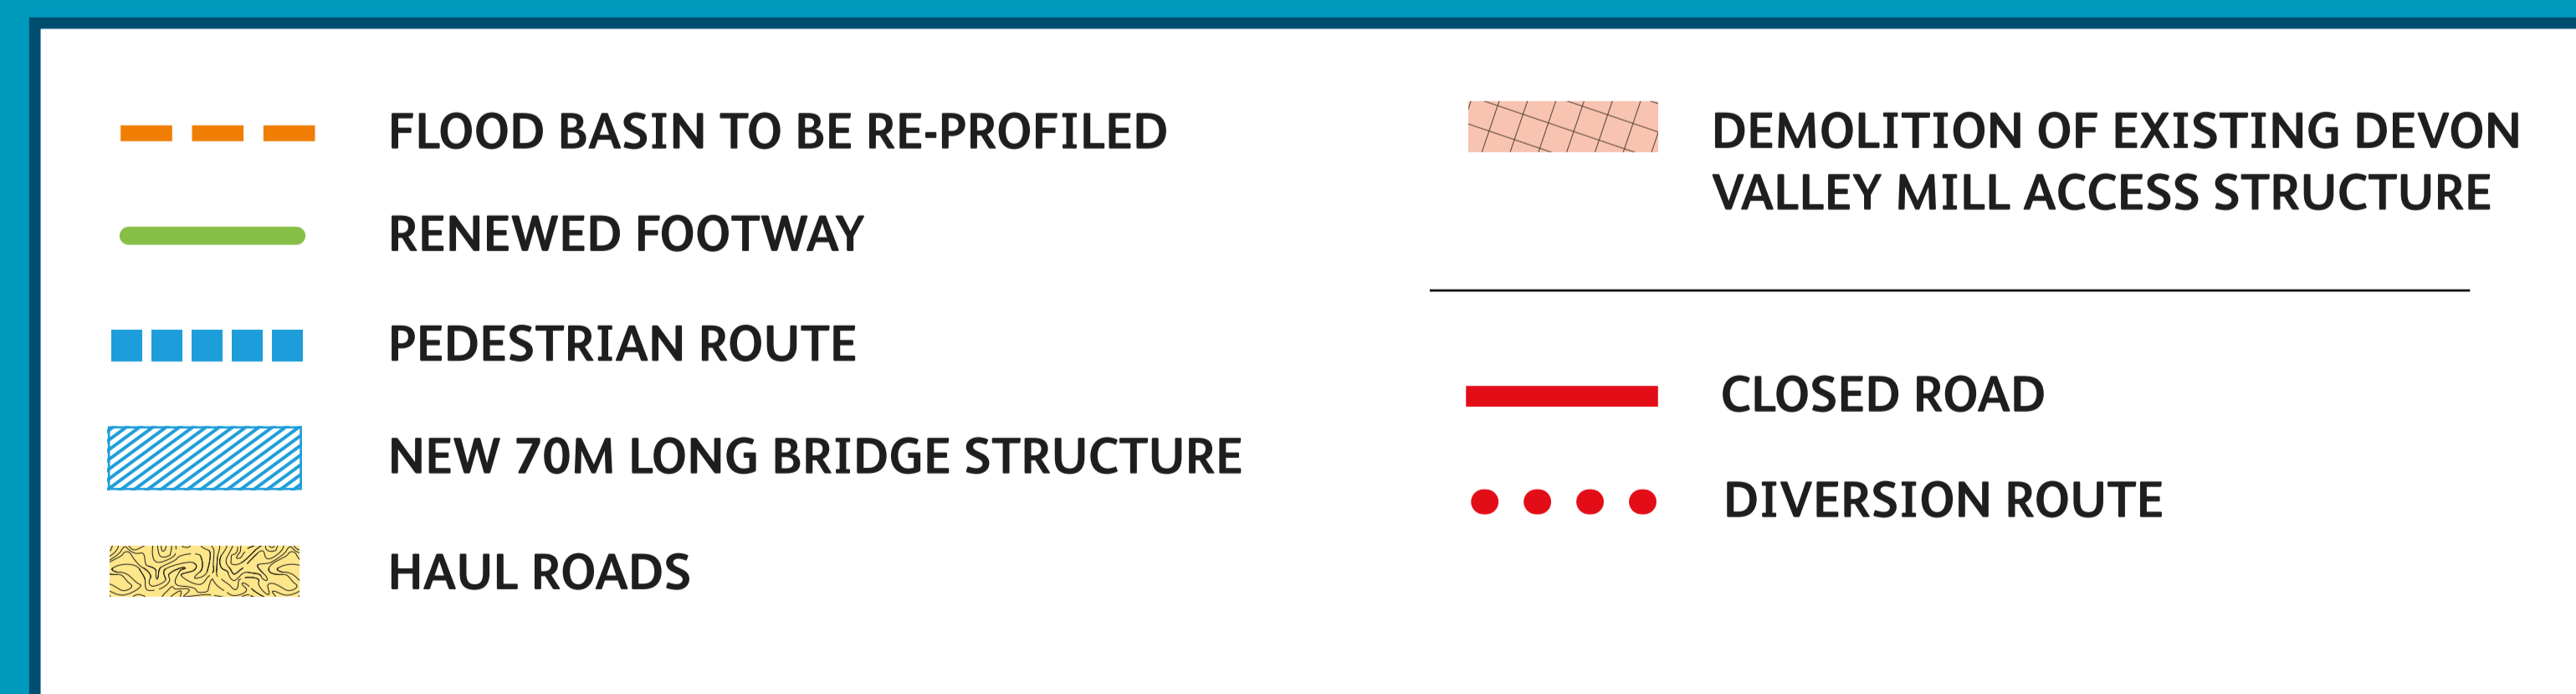 FLOOD BASIN TO BE RE-PROFILED
RENEWED FOOTWAY
PEDESTRIAN ROUTE
NEW 70M LONG BRIDGE STRUCTURE
HAUL ROADS
DEMOLITION OF EXISTING DEVON
VALLEY MILL ACCESS STRUCTURE
CLOSED ROAD
DIVERSION ROUTE